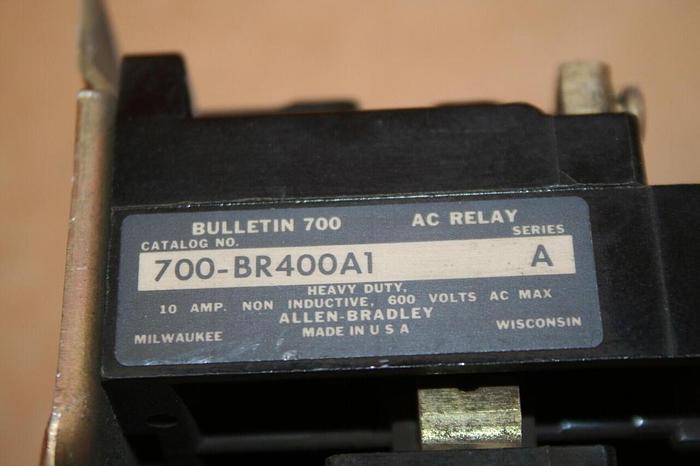 BULLETIN 700 AC RELAY
CATALOG NO. SERIES
700-BR400A1 A
HEAVY DUTY,
10 AMP. NON INDUCTIVE, 600 VOLTS AC MAX
ALLEN-BRADLEY
MILWAUKEE MADE IN U S A WISCONSIN